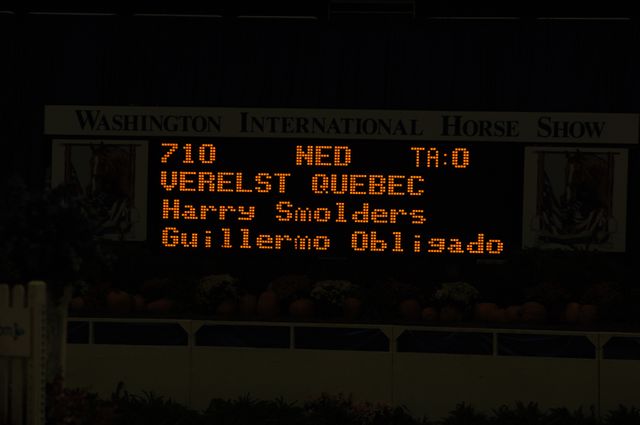 Washington International Horse Show
710 NED TA:0
VERELST QUEBEC
Harry Smolders
Guillermo Obligado